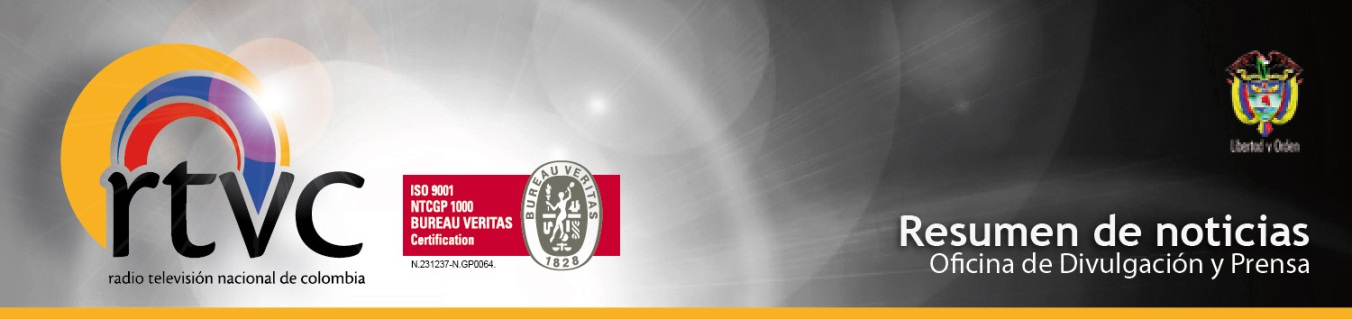 rtvc
radio televisión nacional de colombia
ISO 9001
NTCGP 1000
BUREAU VERITAS
Certification
N.231237-N.GP0064.
BUREAU VERITAS
1828
Libertad y Orden
Resumen de noticias
Oficina de Divulgación y Prensa